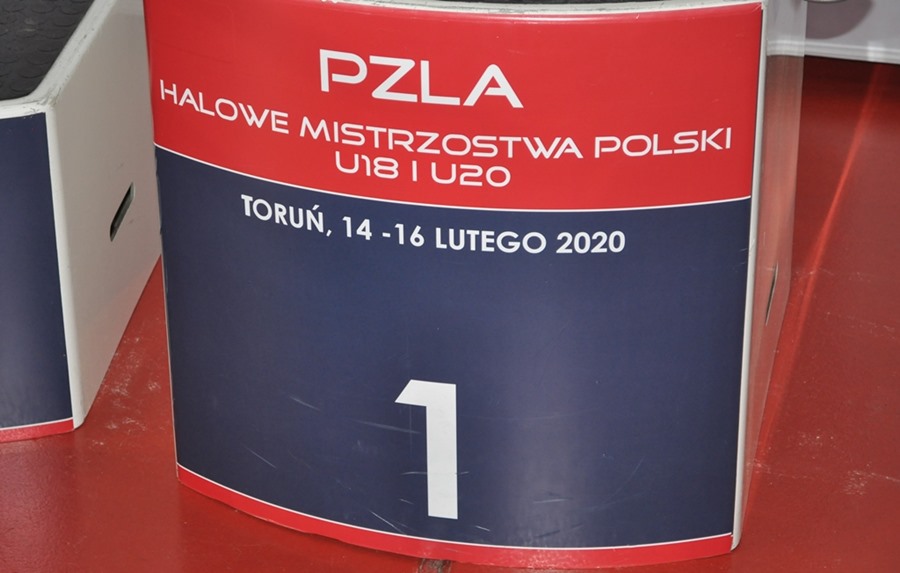 PZLA
HALOWE MISTRZOSTWA POLSKI
U18 I U20
TORUŃ, 14 -16 LUTEGO 2020
1